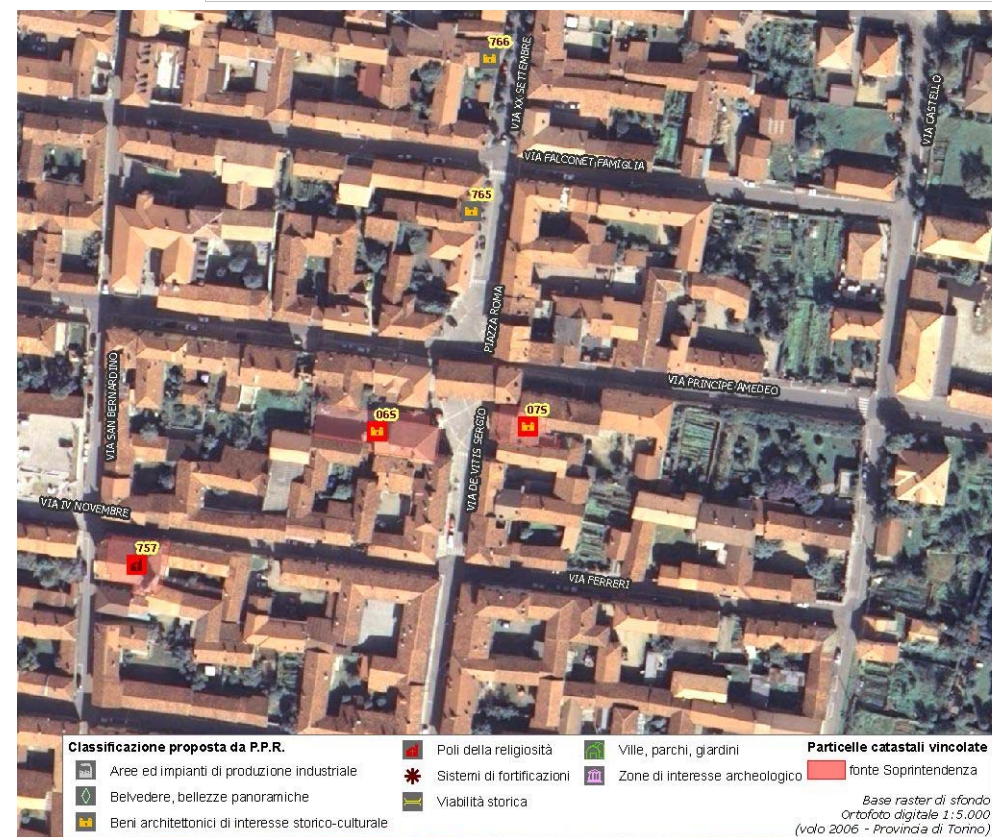 766
VIA XX SETTEMBRE
VIA CASTELLO
VIA FALCONET FAMIGLIA
765
PIAZZA ROMA
VIA SAN BERNARDINO
VIA PRINCIPE AMEDEO
065
075
VIA DE VITIS SERGIO
VIA IV NOVEMBRE
757
VIA FERRERI
Classificazione proposta da P.P.R.
Aree ed impianti di produzione industriale
Belvedere, bellezze panoramiche
Beni architettonici di interesse storico-culturale
Poli della religiosità
Sistemi di fortificazioni
Viabilità storica
Ville, parchi, giardini
Zone di interesse archeologico
Particelle catastali vincolate
fonte Soprintendenza
Base raster di sfondo
Ortofoto digitale 1:5.000
(volo 2006 - Provincia di Torino)